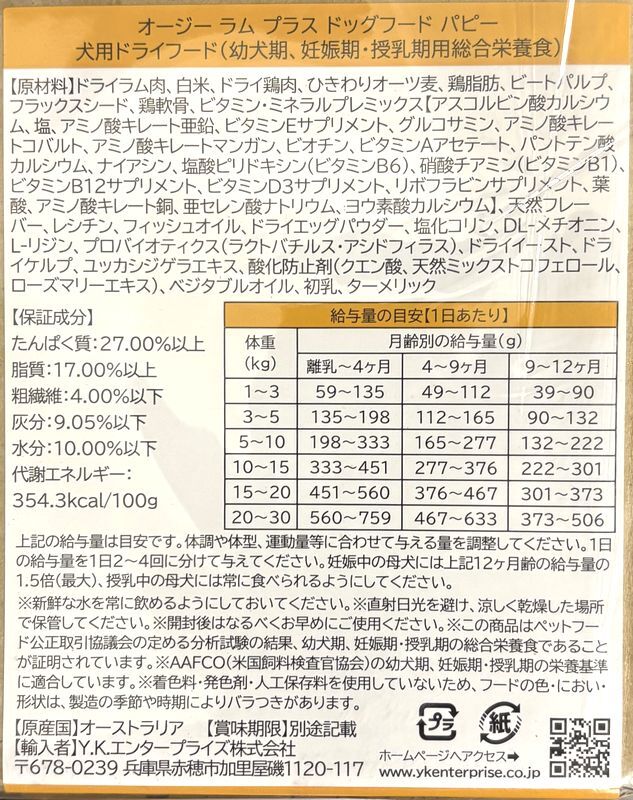 オージー ラム プラス ドッグフード パピー
犬用ドライフード(幼犬期、妊娠期・授乳期用総合栄養食)
【原材料】ドライラム肉、白米、ドライ鶏肉、ひきわりオーツ麦、鶏脂肪、ビートパルプ、
フラックスシード、鶏軟骨、ビタミン・ミネラルプレミックス【アスコルビン酸カルシウ
ム、塩、アミノ酸キレート亜鉛、ビタミンEサプリメント、グルコサミン、アミノ酸キレー
トコバルト、アミノ酸キレートマンガン、ビオチン、ビタミンAアセテート、パントテン酸
カルシウム、ナイアシン、塩酸ピリドキシン(ビタミンB6)、硝酸チアミン(ビタミンB1)、
ビタミンB12サプリメント、ビタミンD3サプリメント、リボフラビンサプリメント、葉
酸、アミノ酸キレート銅、亜セレン酸ナトリウム、ヨウ素酸カルシウム】、天然フレー
バー、レシチン、フィッシュオイル、ドライエッグパウダー、塩化コリン、DL-メチオニン、
L-リジン、プロバイオティクス(ラクトバチルス・アシドフィラス)、ドライイースト、ドラ
イケルプ、ユッカシジゲラエキス、酸化防止剤(クエン酸、天然ミックストコフェロール、
ローズマリーエキス)、ベジタブルオイル、初乳、ターメリック
【保証成分】
たんぱく質:27.00%以上
脂質:17.00%以上
粗繊維:4.00%以下
灰分:9.05%以下
水分:10.00%以下
代謝エネルギー:
354.3kcal/100g
給与量の目安【1日あたり】
体重(kg) 月齢別の給与量(g)
離乳～4ヶ月 4～9ヶ月 9～12ヶ月
1～3 59～135 49～112 39～90
3～5 135～198 112～165 90～132
5～10 198～333 165～277 132～222
10～15 333～451 277～376 222～301
15～20 451～560 376～467 301～373
20～30 560～759 467～633 373～506
上記の給与量は目安です。体調や体型、運動量等に合わせて与える量を調整してください。1日
の給与量を1日2～4回に分けて与えてください。妊娠中の母犬には上記12ヶ月齢の給与量の
1.5倍(最大)、授乳中の母犬には常に食べられるようにしてください。
※新鮮な水を常に飲めるようにしておいてください。※直射日光を避け、涼しく乾燥した場所
で保管してください。※開封後はなるべくお早めにご使用ください。※この商品はペットフー
ド公正取引協議会の定める分析試験の結果、幼犬期、妊娠期・授乳期の総合栄養食であること
が証明されています。※AAFCO(米国飼料検査官協会)の幼犬期、妊娠期・授乳期の栄養基準
に適合しています。※着色料・発色剤・人工保存料を使用していないため、フードの色・におい・
形状は、製造の季節や時期によりバラつきがあります。
【原産国】オーストラリア 【賞味期限】別途記載
【輸入者】Y.K.エンタープライズ株式会社
〒678-0239 兵庫県赤穂市加里屋磯1120-117
プラ
紙
ホームページへアクセス➡
www.ykenterprise.co.jp